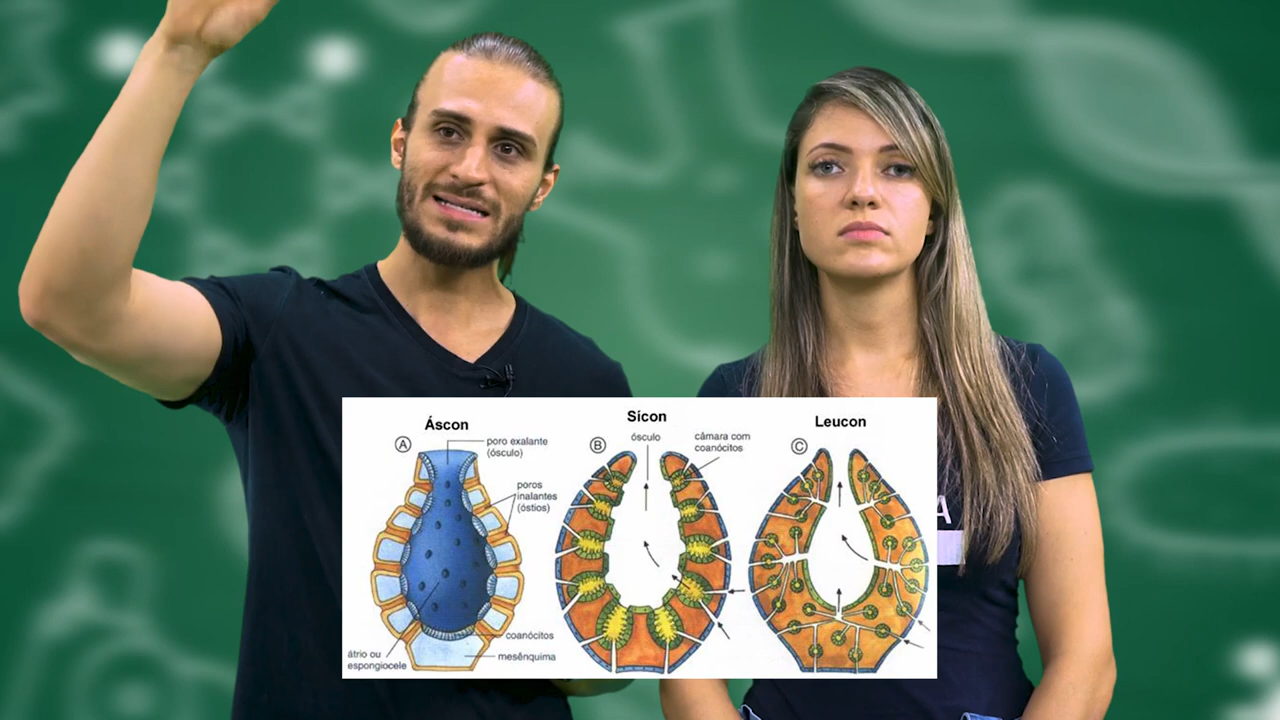 Áscon
A
poro exalante
(ósculo)
poros
inalantes
(óstios)
coanócitos
mesênquima
átrio ou
espongiocele
Sícon
B
ósculo
câmara com
coanócitos
Leucon
C
A